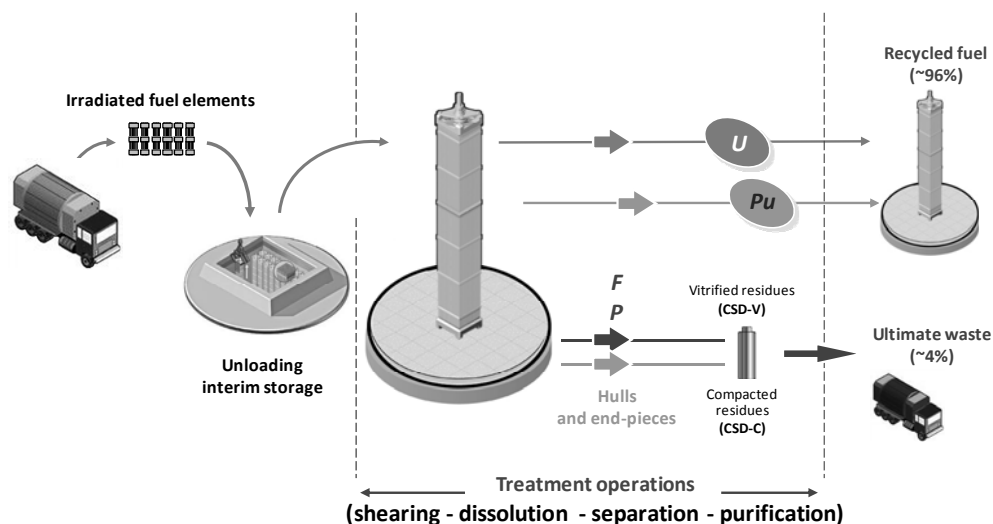 Irradiated fuel elements
Unloading
interim storage
U
Pu
F
P
Hulls
and end-pieces
Vitrified residues
(CSD-V)
Compacted
residues
(CSD-C)
Recycled fuel
(~96%)
Ultimate waste
(~4%)
Treatment operations
(shearing - dissolution - separation - purification)